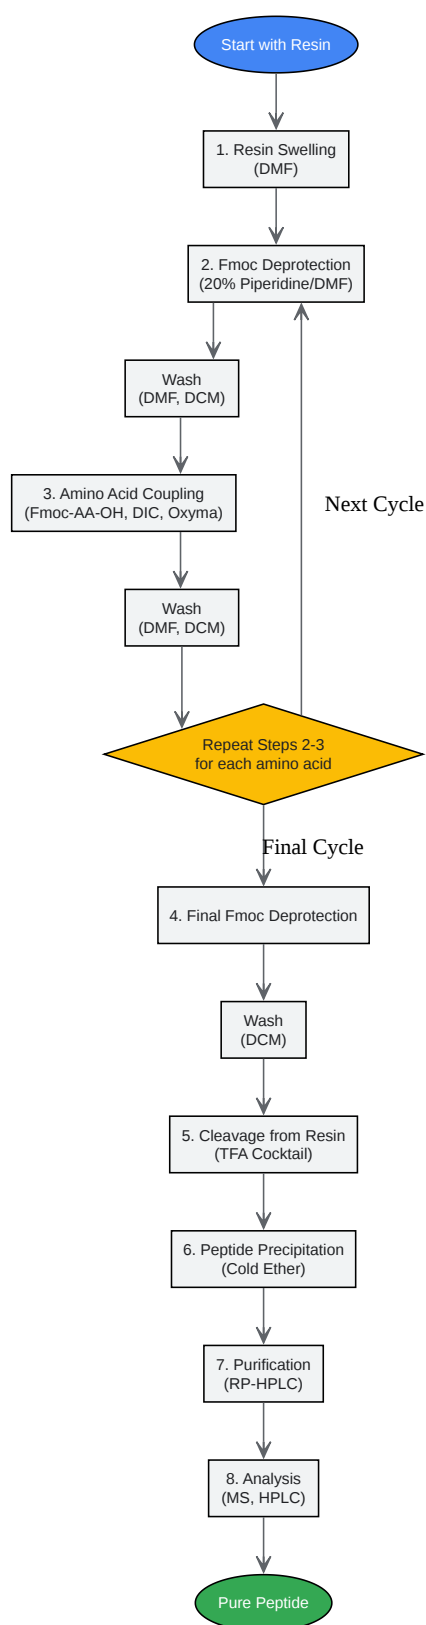 Start with Resin
1. Resin Swelling
(DMF)
2. Fmoc Deprotection
(20% Piperidine/DMF)
Wash
(DMF, DCM)
3. Amino Acid Coupling
(Fmoc-AA-OH, DIC, Oxyma)
Next Cycle
Wash
(DMF, DCM)
Repeat Steps 2-3
for each amino acid
Final Cycle
4. Final Fmoc Deprotection
Wash
(DCM)
5. Cleavage from Resin
(TFA Cocktail)
6. Peptide Precipitation
(Cold Ether)
7. Purification
(RP-HPLC)
8. Analysis
(MS, HPLC)
Pure Peptide